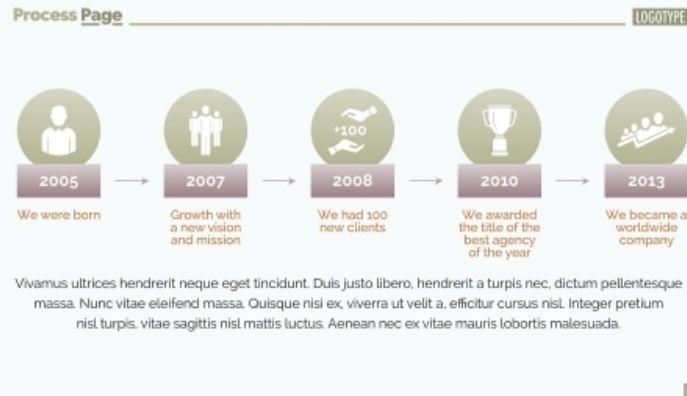 Process Page
LOGOTYPE
+100
2005
2007
2008
2010
2013
We were born
Growth with
a new vision
and mission
We had 100
new clients
We awarded
the title of the
best agency
of the year
We became a
worldwide
company
Vivamus ultrices hendrerit neque eget tincidunt. Duis justo libero, hendrerit a turpis nec, dictum pellentesque
massa. Nunc vitae eleifend massa. Quisque nisi ex, viverra ut velit a, efficitur cursus nisl. Integer pretium
nisl turpis, vitae sagittis nisl mattis luctus. Aenean nec ex vitae mauris lobortis malesuada.